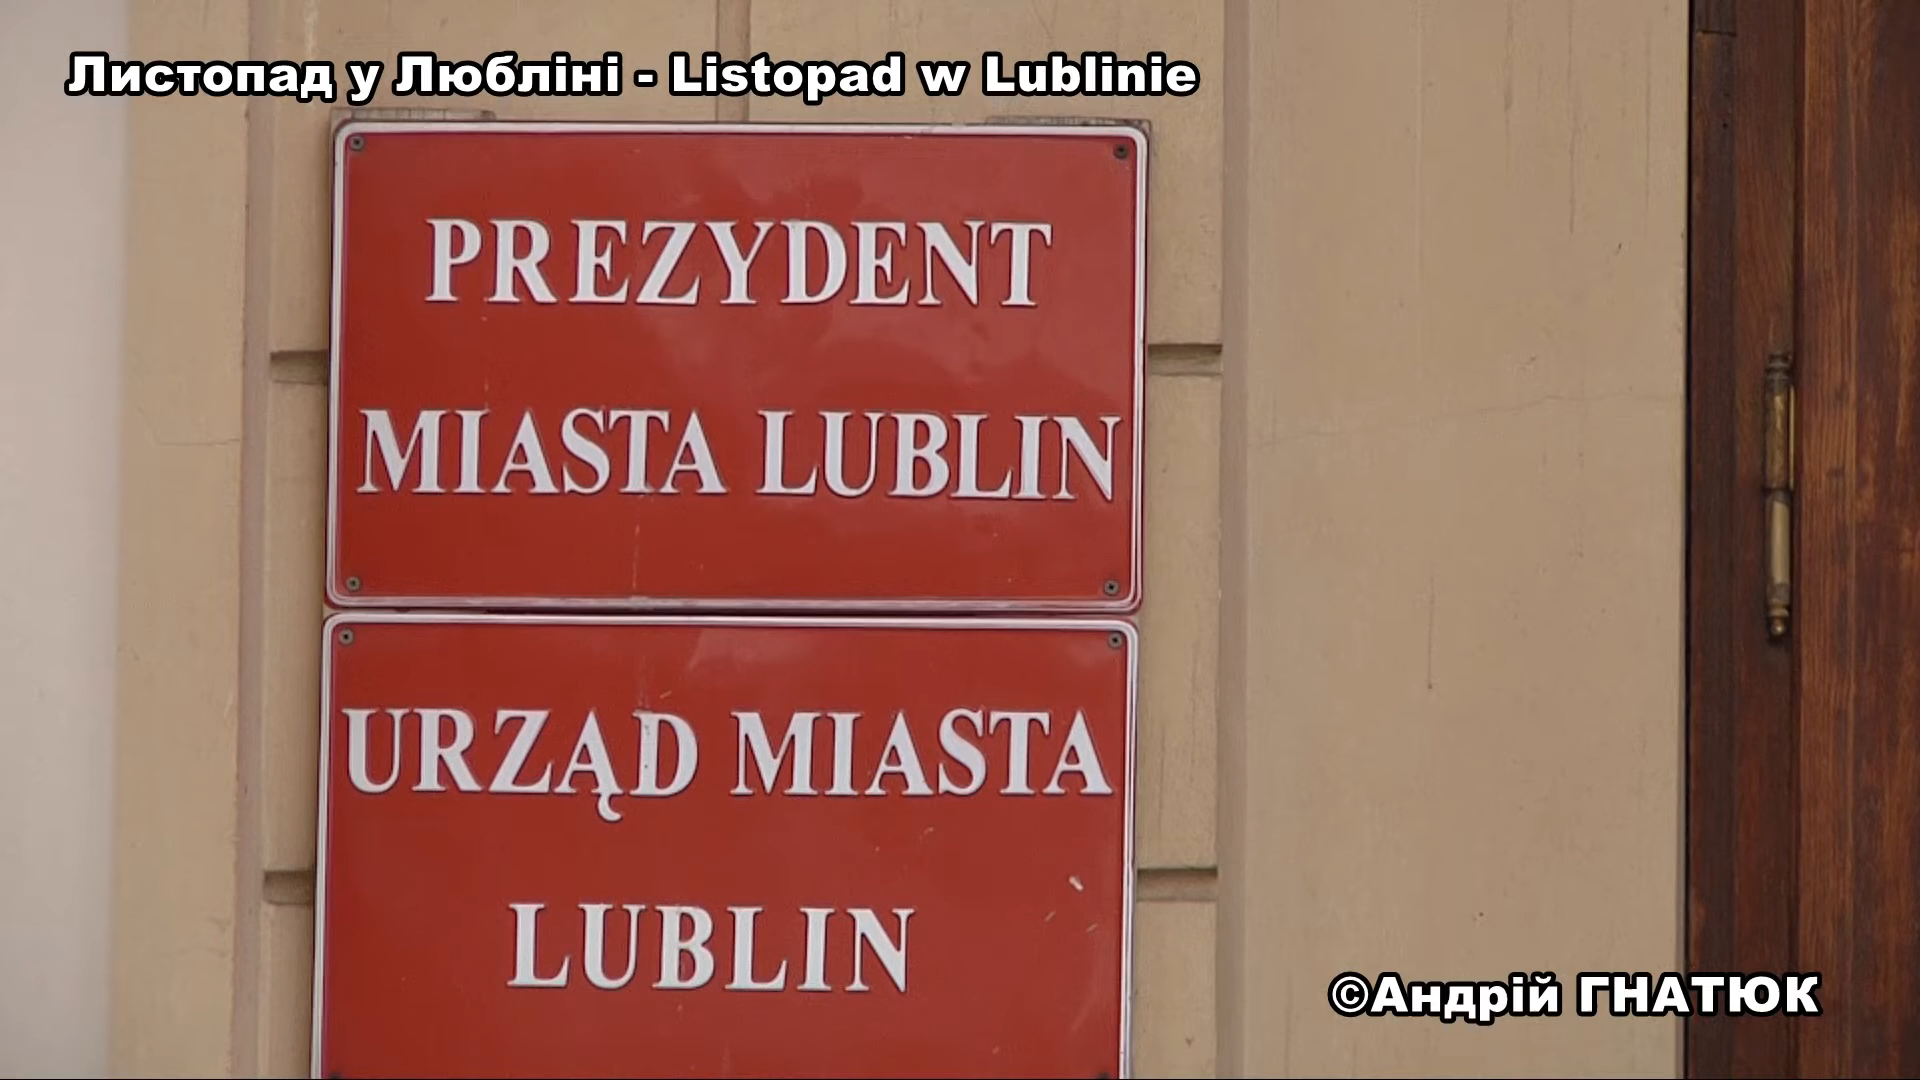 Листопад у Любліні - Listopad w Lublinie
PREZYDENT
MIASTA LUBLIN
URZĄD MIASTA
LUBLIN
©Андрій ГНАТЮК